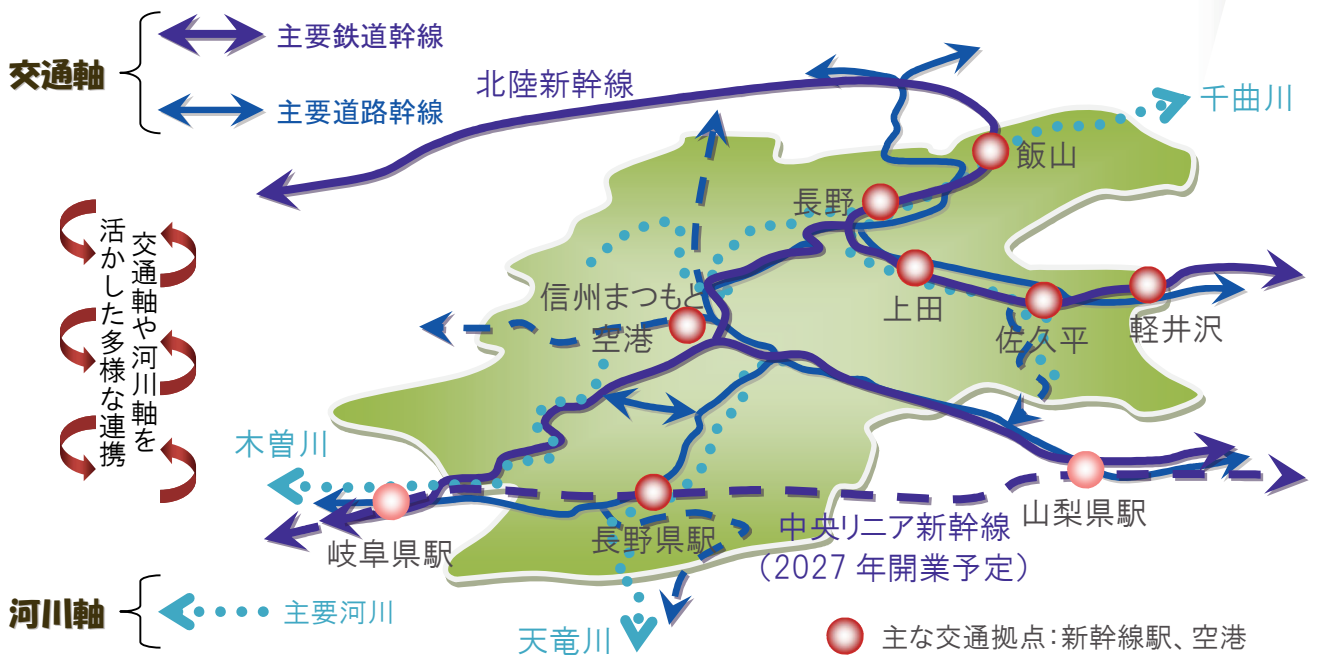 交通軸
主要鉄道幹線
主要道路幹線
北陸新幹線
千曲川
飯山
長野
信州まつもと
空港
上田
佐久平
軽井沢
交通軸や河川軸を
活かした多様な連携
木曽川
岐阜県駅
長野県駅
中央リニア新幹線
（2027 年開業予定）
山梨県駅
河川軸
主要河川
天竜川
主な交通拠点：新幹線駅、空港